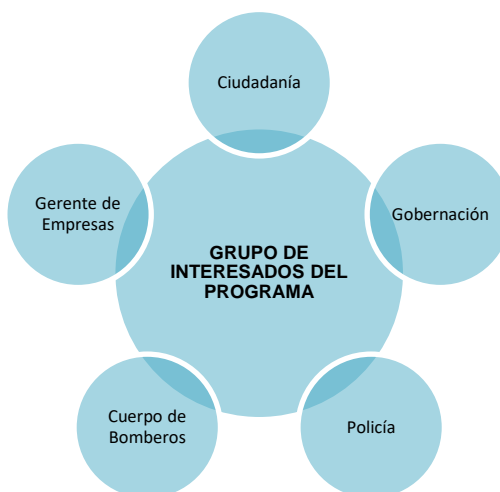 Ciudadanía
Gerente de
Empresas
Gobernación
GRUPO DE
INTERESADOS DEL
PROGRAMA
Cuerpo de
Bomberos
Policía